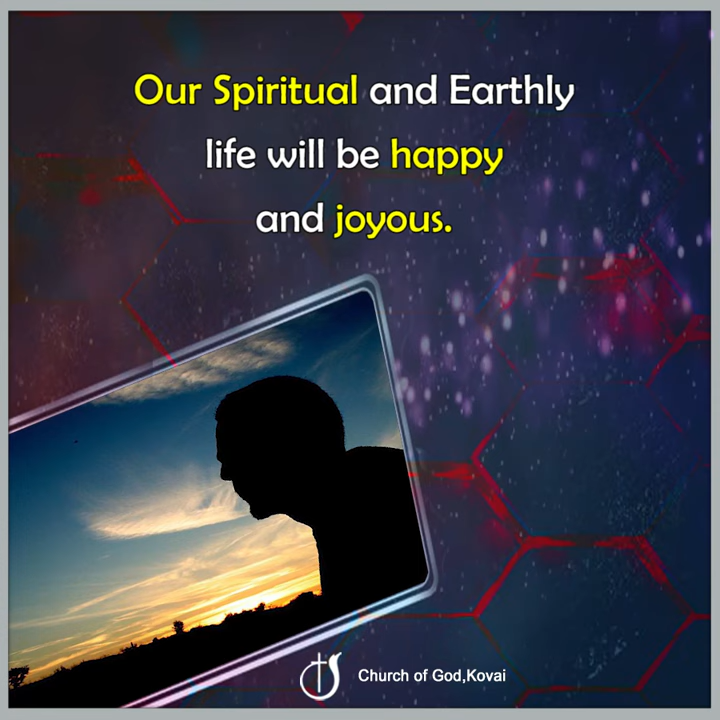 Our Spiritual and Earthly
life will be happy
and joyous.
Church of God,Kovai